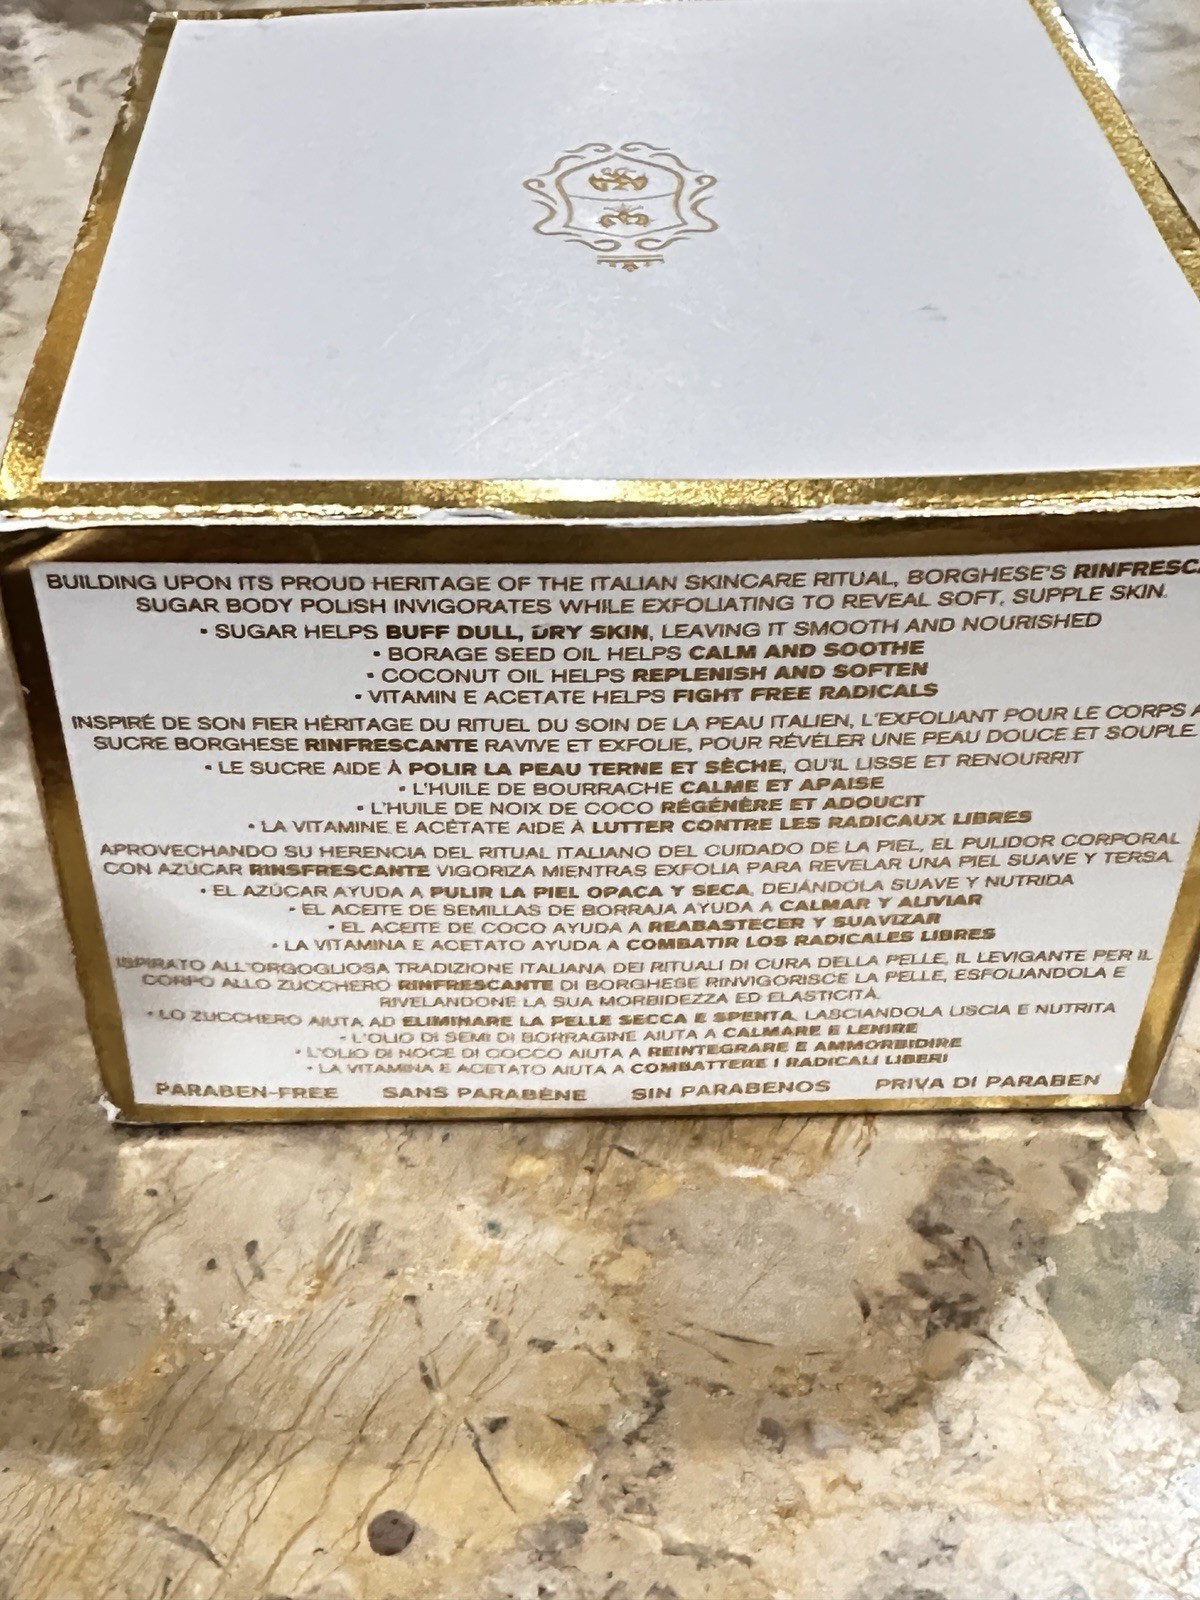 BUILDING UPON ITS PROUD HERITAGE OF THE ITALIAN SKINCARE RITUAL, BORGHESE'S RINFRESCA
SUGAR BODY POLISH INVIGORATES WHILE EXFOLIATING TO REVEAL SOFT, SUPPLE SKIN.
• SUGAR HELPS BUFF DULL, DRY SKIN, LEAVING IT SMOOTH AND NOURISHED
• BORAGE SEED OIL HELPS CALM AND SOOTHE
• COCONUT OIL HELPS REPLENISH AND SOFTEN
• VITAMIN E ACETATE HELPS FIGHT FREE RADICALS
INSPIRÉ DE SON FIER HÉRITAGE DU RITUEL DU SOIN DE LA PEAU ITALIEN, L'EXFOLIANT POUR LE CORPS A
SUCRE BORGHESE RINFRESCANTE RAVIVE ET EXFOLIE, POUR RÉVÉLER UNE PEAU DOUCE ET SOUPLE.
• LE SUCRE AIDE À POLIR LA PEAU TERNE ET SÈCHE, QU'IL LISSE ET RENOURRIT
• L'HUILE DE BOURRACHE CALME ET APAISE
• L'HUILE DE NOIX DE COCO RÉGÉNÈRE ET ADOUCIT
• LA VITAMINE E ACÉTATE AIDE À LUTTER CONTRE LES RADICAUX LIBRES
APROVECHANDO SU HERENCIA DEL RITUAL ITALIANO DEL CUIDADO DE LA PIEL, EL PULIDOR CORPORAL
CON AZÚCAR RINSFRESCANTE VIGORIZA MIENTRAS EXFOLIA PARA REVELAR UNA PIEL SUAVE Y TERSA.
• EL AZÚCAR AYUDA A PULIR LA PIEL OPACA Y SECA, DEJÁNDOLA SUAVE Y NUTRIDA
• EL ACEITE DE SEMILLAS DE BORRAJA AYUDA A CALMAR Y ALIVIAR
• EL ACEITE DE COCO AYUDA A REABASTECER Y SUAVIZAR
• LA VITAMINA E ACETATO AYUDA A COMBATIR LOS RADICALES LIBRES
ISPIRATO ALL'ORGOGLIOSA TRADIZIONE ITALIANA DEI RITUALI DI CURA DELLA PELLE, IL LEVIGANTE PER IL
CORPO ALLO ZUCCHERO RINFRESCANTE DI BORGHESE RINVIGORISCE LA PELLE, ESFOLIANDOLA E
RIVELANDONE LA SUA MORBIDEZZA ED ELASTICITÀ.
• LO ZUCCHERO AIUTA AD ELIMINARE LA PELLE SECCA E SPENTA, LASCIANDOLA LISCIA E NUTRITA
• L'OLIO DI SEMI DI BORRAGINE AIUTA A CALMARE E LENIRE
• L'OLIO DI NOCE DI COCCO AIUTA A REINTEGRARE E AMMORBIDIRE
• LA VITAMINA E ACETATO AIUTA A COMBATTERE I RADICALI LIBERI
PARABEN-FREE SANS PARABÈNE SIN PARABENOS PRIVA DI PARABEN